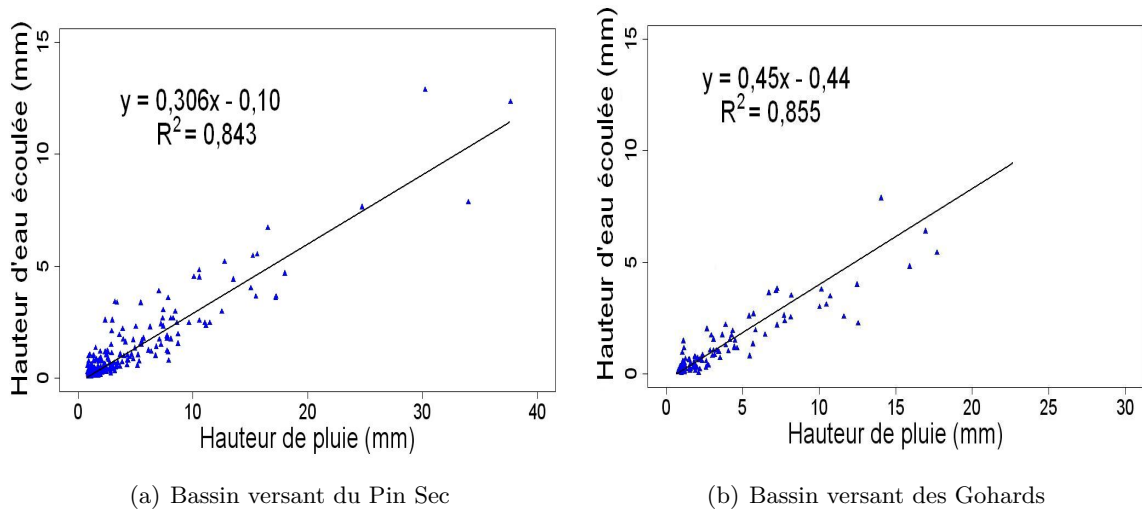 15
10
5
0
Hauteur d'eau écoulée (mm)
y = 0,306x - 0,10
R² = 0,843
0 10 20 30 40
Hauteur de pluie (mm)
(a) Bassin versant du Pin Sec
15
10
5
0
Hauteur d'eau écoulée (mm)
y = 0,45x - 0,44
R² = 0,855
0 5 10 15 20 25 30
Hauteur de pluie (mm)
(b) Bassin versant des Gohards